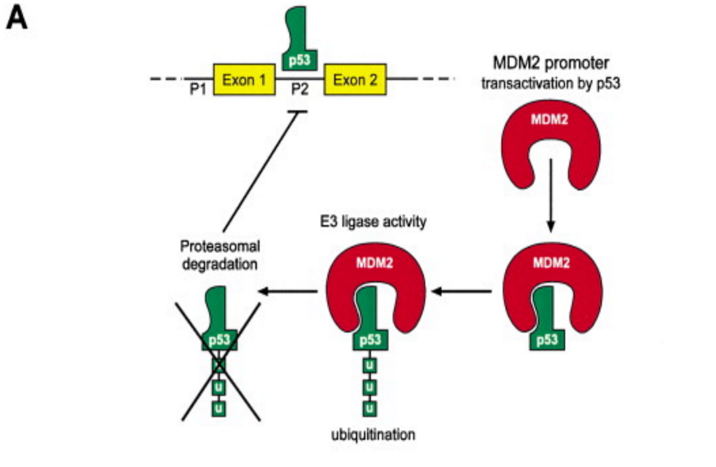 A
p53
Exon 1
Exon 2
P1
P2
MDM2 promoter
transactivation by p53
MDM2
E3 ligase activity
Proteasomal
degradation
MDM2
MDM2
p53
p53
p53
u
u
u
u
u
ubiquitination